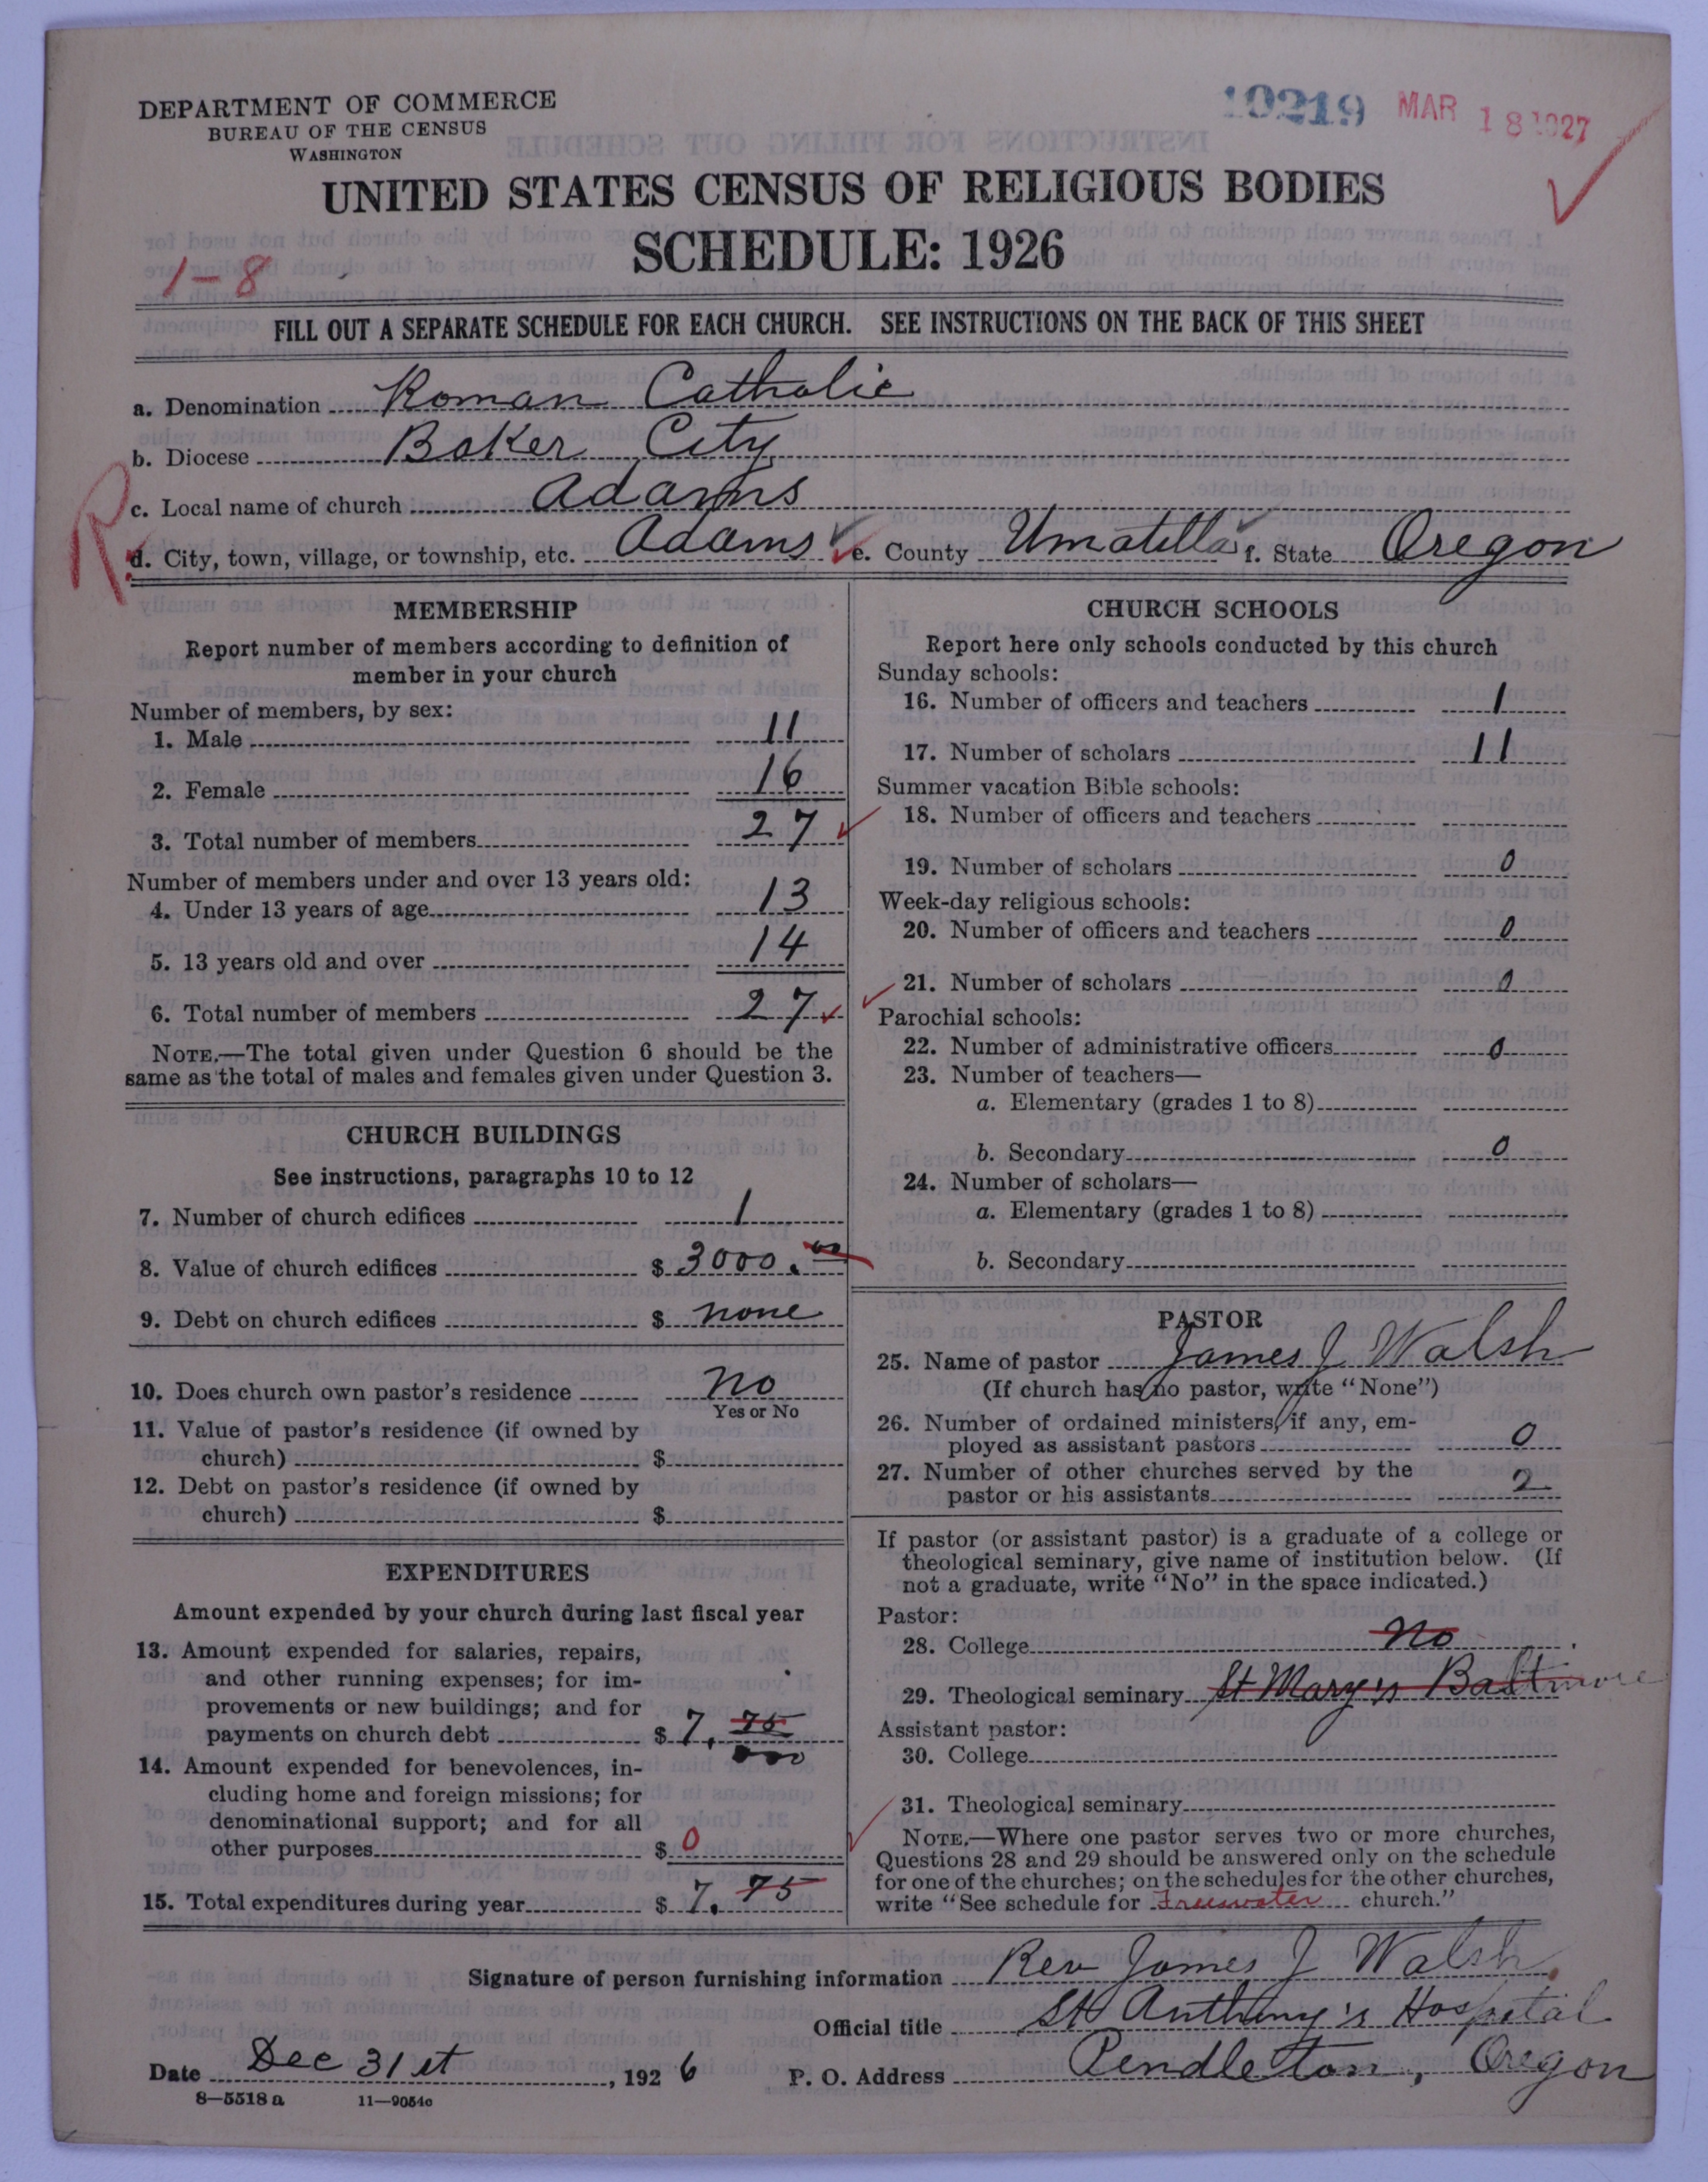 DEPARTMENT OF COMMERCE
BUREAU OF THE CENSUS
WASHINGTON
10219 MAR 18 1927
UNITED STATES CENSUS OF RELIGIOUS BODIES
SCHEDULE: 1926
1-8
FILL OUT A SEPARATE SCHEDULE FOR EACH CHURCH. SEE INSTRUCTIONS ON THE BACK OF THIS SHEET
a. Denomination Roman Catholic
b. Diocese Baker City
R
c. Local name of church Adams
d. City, town, village, or township, etc. Adams e. County Umatilla f. State Oregon
MEMBERSHIP
Report number of members according to definition of
member in your church
Number of members, by sex:
1. Male 11
2. Female 16
3. Total number of members 27
Number of members under and over 13 years old:
4. Under 13 years of age 13
5. 13 years old and over 14
6. Total number of members 27
NOTE.—The total given under Question 6 should be the
same as the total of males and females given under Question 3.
CHURCH BUILDINGS
See instructions, paragraphs 10 to 12
7. Number of church edifices 1
8. Value of church edifices $ 3000.00
9. Debt on church edifices $ none
10. Does church own pastor's residence No
Yes or No
11. Value of pastor's residence (if owned by
church) $
12. Debt on pastor's residence (if owned by
church) $
EXPENDITURES
Amount expended by your church during last fiscal year
13. Amount expended for salaries, repairs,
and other running expenses; for im-
provements or new buildings; and for
payments on church debt $ 7. 75
14. Amount expended for benevolences, in-
cluding home and foreign missions; for
denominational support; and for all
other purposes $ 0
15. Total expenditures during year $ 7. 75
CHURCH SCHOOLS
Report here only schools conducted by this church
Sunday schools:
16. Number of officers and teachers 1
17. Number of scholars 11
Summer vacation Bible schools:
18. Number of officers and teachers
19. Number of scholars 0
Week-day religious schools:
20. Number of officers and teachers 0
21. Number of scholars 0
Parochial schools:
22. Number of administrative officers 0
23. Number of teachers—
a. Elementary (grades 1 to 8)
b. Secondary 0
24. Number of scholars—
a. Elementary (grades 1 to 8)
b. Secondary
PASTOR
25. Name of pastor James J Walsh
(If church has no pastor, write "None")
26. Number of ordained ministers, if any, em-
ployed as assistant pastors 0
27. Number of other churches served by the
pastor or his assistants 2
If pastor (or assistant pastor) is a graduate of a college or
theological seminary, give name of institution below. (If
not a graduate, write "No" in the space indicated.)
Pastor:
28. College No
29. Theological seminary St Mary's Baltimore
Assistant pastor:
30. College
31. Theological seminary
NOTE.—Where one pastor serves two or more churches,
Questions 28 and 29 should be answered only on the schedule
for one of the churches; on the schedules for the other churches,
write "See schedule for Freewater church."
Signature of person furnishing information Rev James J Walsh
Official title St Anthony's Hospital
Date Dec 31st, 1926 P. O. Address Pendleton, Oregon
8—5518 a 11—9054c